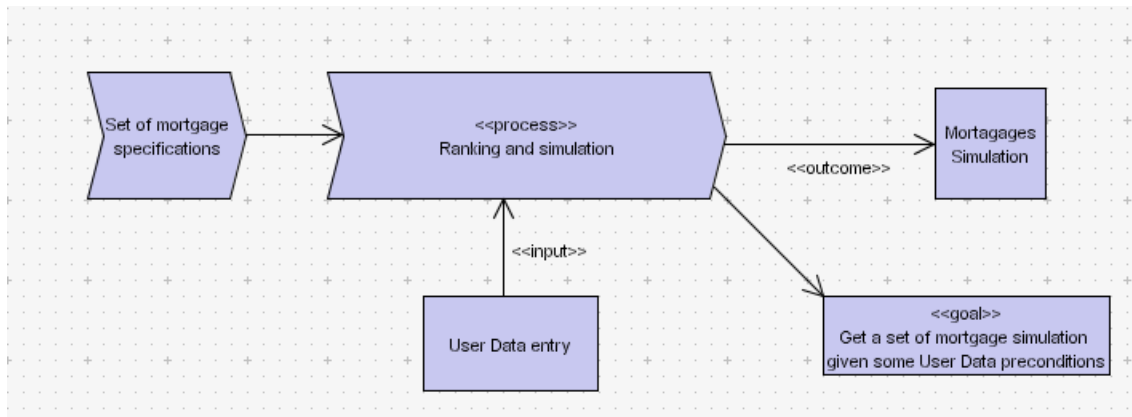 Set of mortgage
specifications
<<process>>
Ranking and simulation
<<outcome>>
Mortagages
Simulation
<<input>>
User Data entry
<<goal>>
Get a set of mortgage simulation
given some User Data preconditions